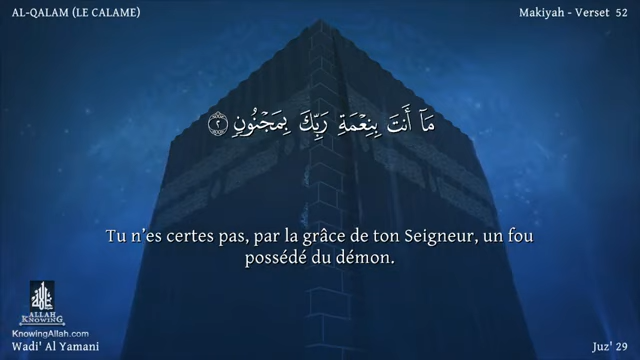 AL-QALAM (LE CALAME)
Makiyah - Verset 52
مَآ أَنتَ بِنِعْمَةِ رَبِّكَ بِمَجْنُونٍ ٢
Tu n'es certes pas, par la grâce de ton Seigneur, un fou
possédé du démon.
ALLAH
KNOWING
KnowingAllah.com
Wadi' Al Yamani
Juz' 29